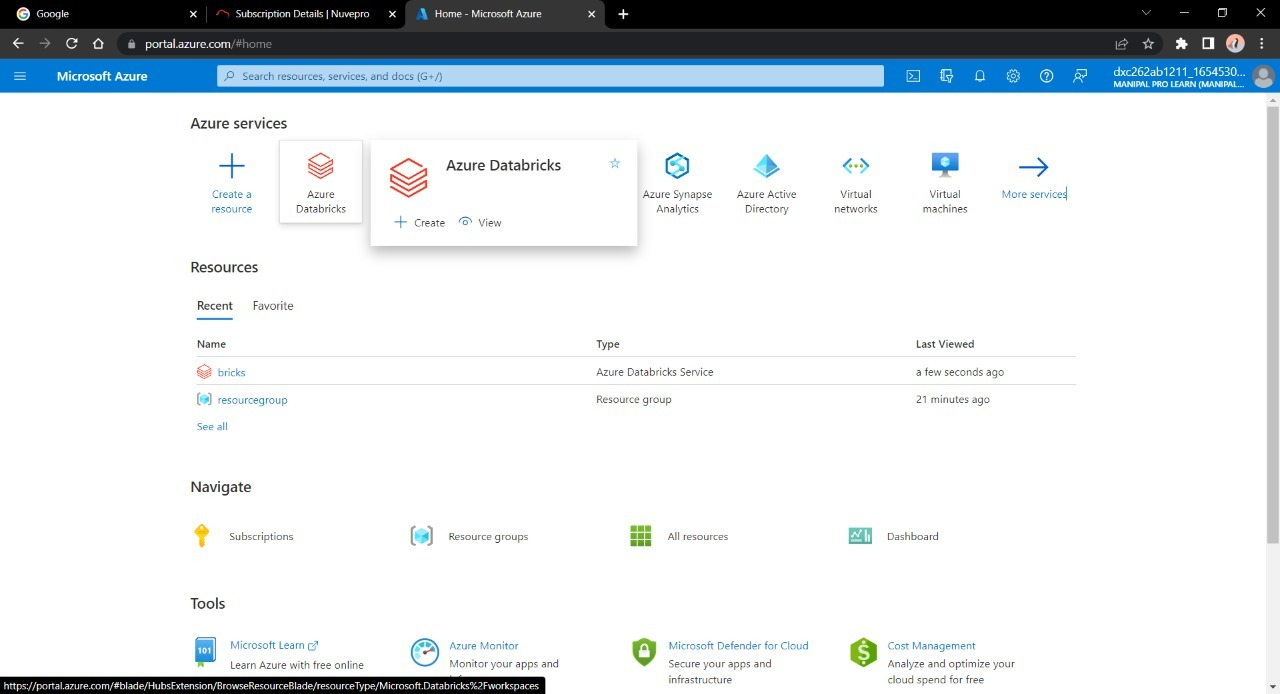 Google
Subscription Details | Nuvepro
Home - Microsoft Azure
portal.azure.com/#home
Microsoft Azure
Search resources, services, and docs (G+/)
dxc262ab1211_1654530...
MANIPAL PRO LEARN (MANIPAL...
Azure services
Create a
resource
Azure
Databricks
Azure Databricks
Create
View
Azure Synapse
Analytics
Azure Active
Directory
Virtual
networks
Virtual
machines
More services
Resources
Recent
Favorite
Name
Type
Last Viewed
bricks
Azure Databricks Service
a few seconds ago
resourcegroup
Resource group
21 minutes ago
See all
Navigate
Subscriptions
Resource groups
All resources
Dashboard
Tools
101
Microsoft Learn
Learn Azure with free online
Azure Monitor
Monitor your apps and
Microsoft Defender for Cloud
Secure your apps and
infrastructure
$
Cost Management
Analyze and optimize your
cloud spend for free
https://portal.azure.com/#blade/HubsExtension/BrowseResourceBlade/resourceType/Microsoft.Databricks%2Fworkspaces